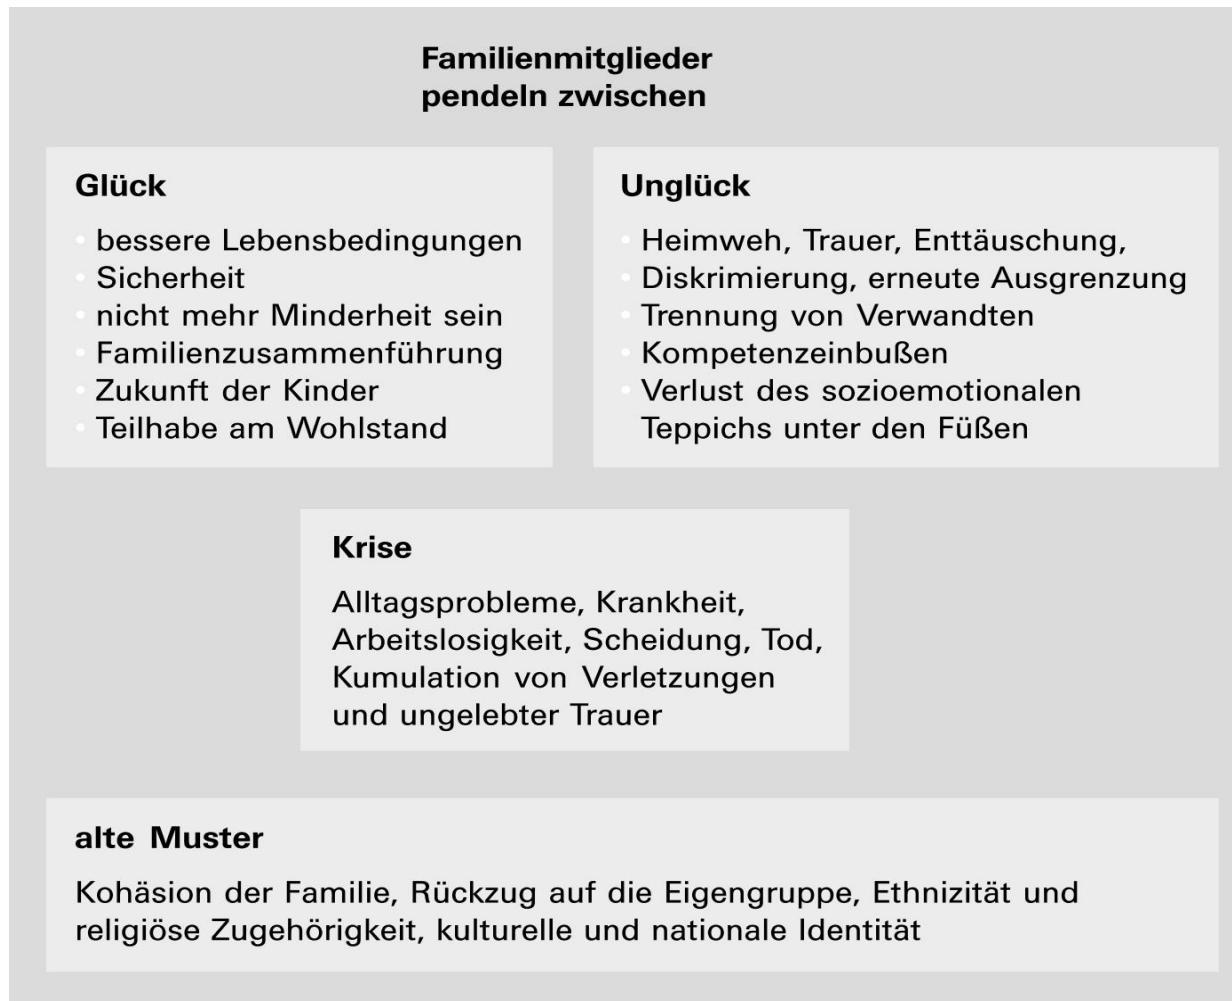 Familienmitglieder
pendeln zwischen
Glück
• bessere Lebensbedingungen
• Sicherheit
• nicht mehr Minderheit sein
• Familienzusammenführung
• Zukunft der Kinder
• Teilhabe am Wohlstand
Unglück
• Heimweh, Trauer, Enttäuschung,
• Diskrimierung, erneute Ausgrenzung
• Trennung von Verwandten
• Kompetenzeinbußen
• Verlust des sozioemotionalen
Teppichs unter den Füßen
Krise
Alltagsprobleme, Krankheit,
Arbeitslosigkeit, Scheidung, Tod,
Kumulation von Verletzungen
und ungelebter Trauer
alte Muster
Kohäsion der Familie, Rückzug auf die Eigengruppe, Ethnizität und
religiöse Zugehörigkeit, kulturelle und nationale Identität